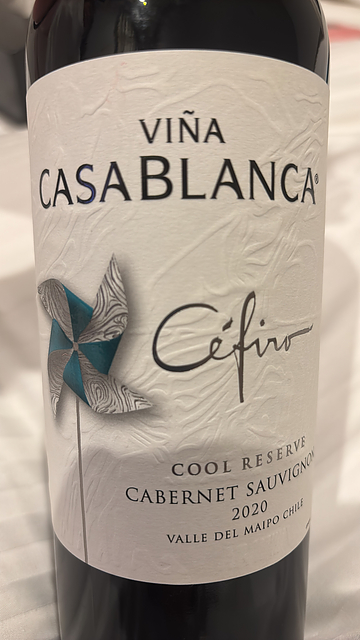 VIÑA
CASABLANCA®
Céfiro
COOL RESERVE
CABERNET SAUVIGNON
2020
VALLE DEL MAIPO CHILE